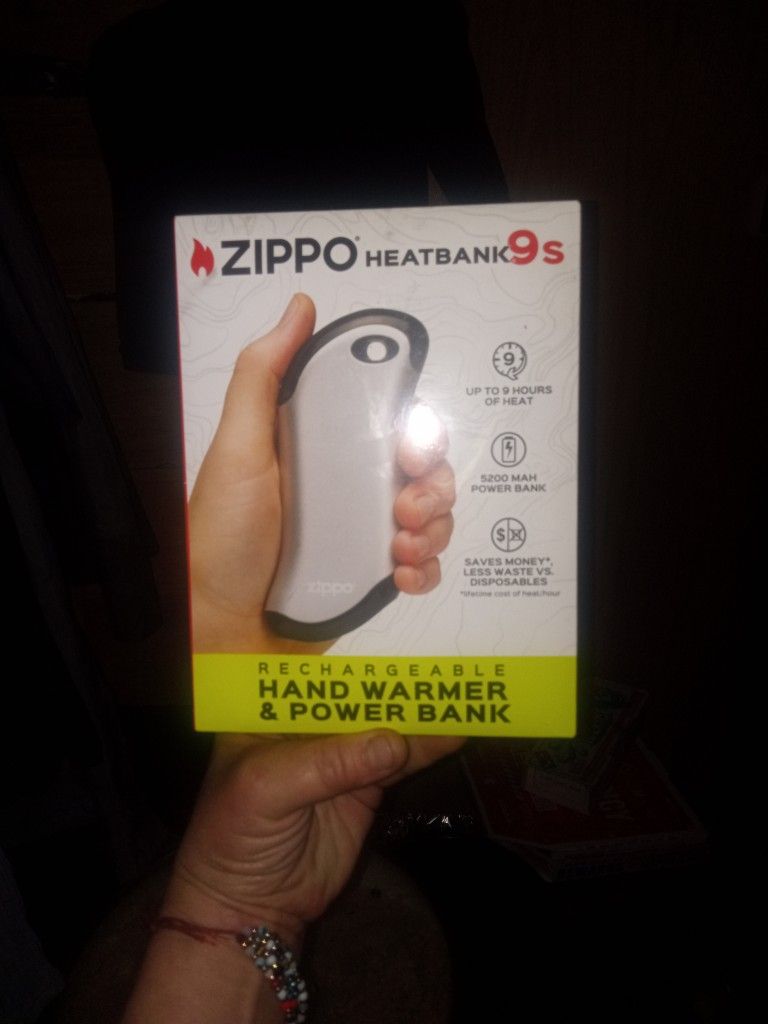 ZIPPO HEATBANK 9s
9
UP TO 9 HOURS
OF HEAT
5200 MAH
POWER BANK
$
SAVES MONEY*,
LESS WASTE VS.
DISPOSABLES
*lifetime cost of heat/hour
zippo
RECHARGEABLE
HAND WARMER
& POWER BANK